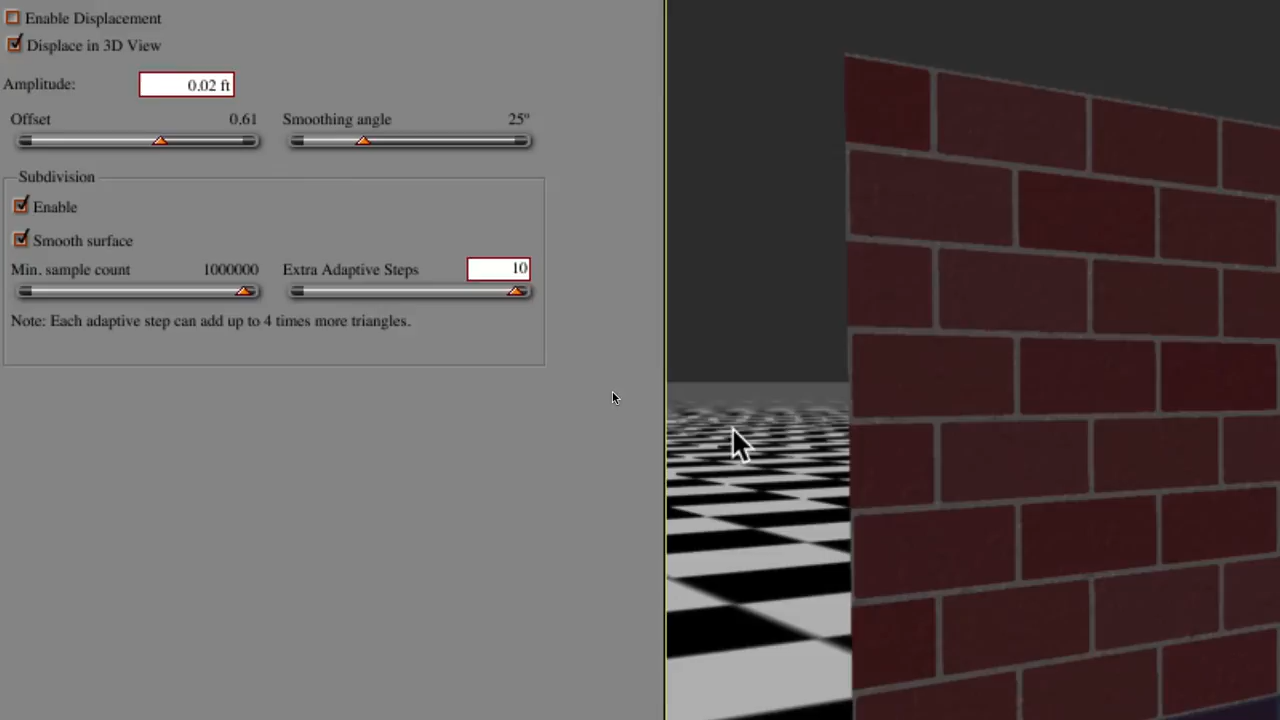 Enable Displacement
Displace in 3D View
Amplitude: 0.02 ft
Offset 0.61 Smoothing angle 25°
Subdivision
Enable
Smooth surface
Min. sample count 1000000 Extra Adaptive Steps 10
Note: Each adaptive step can add up to 4 times more triangles.